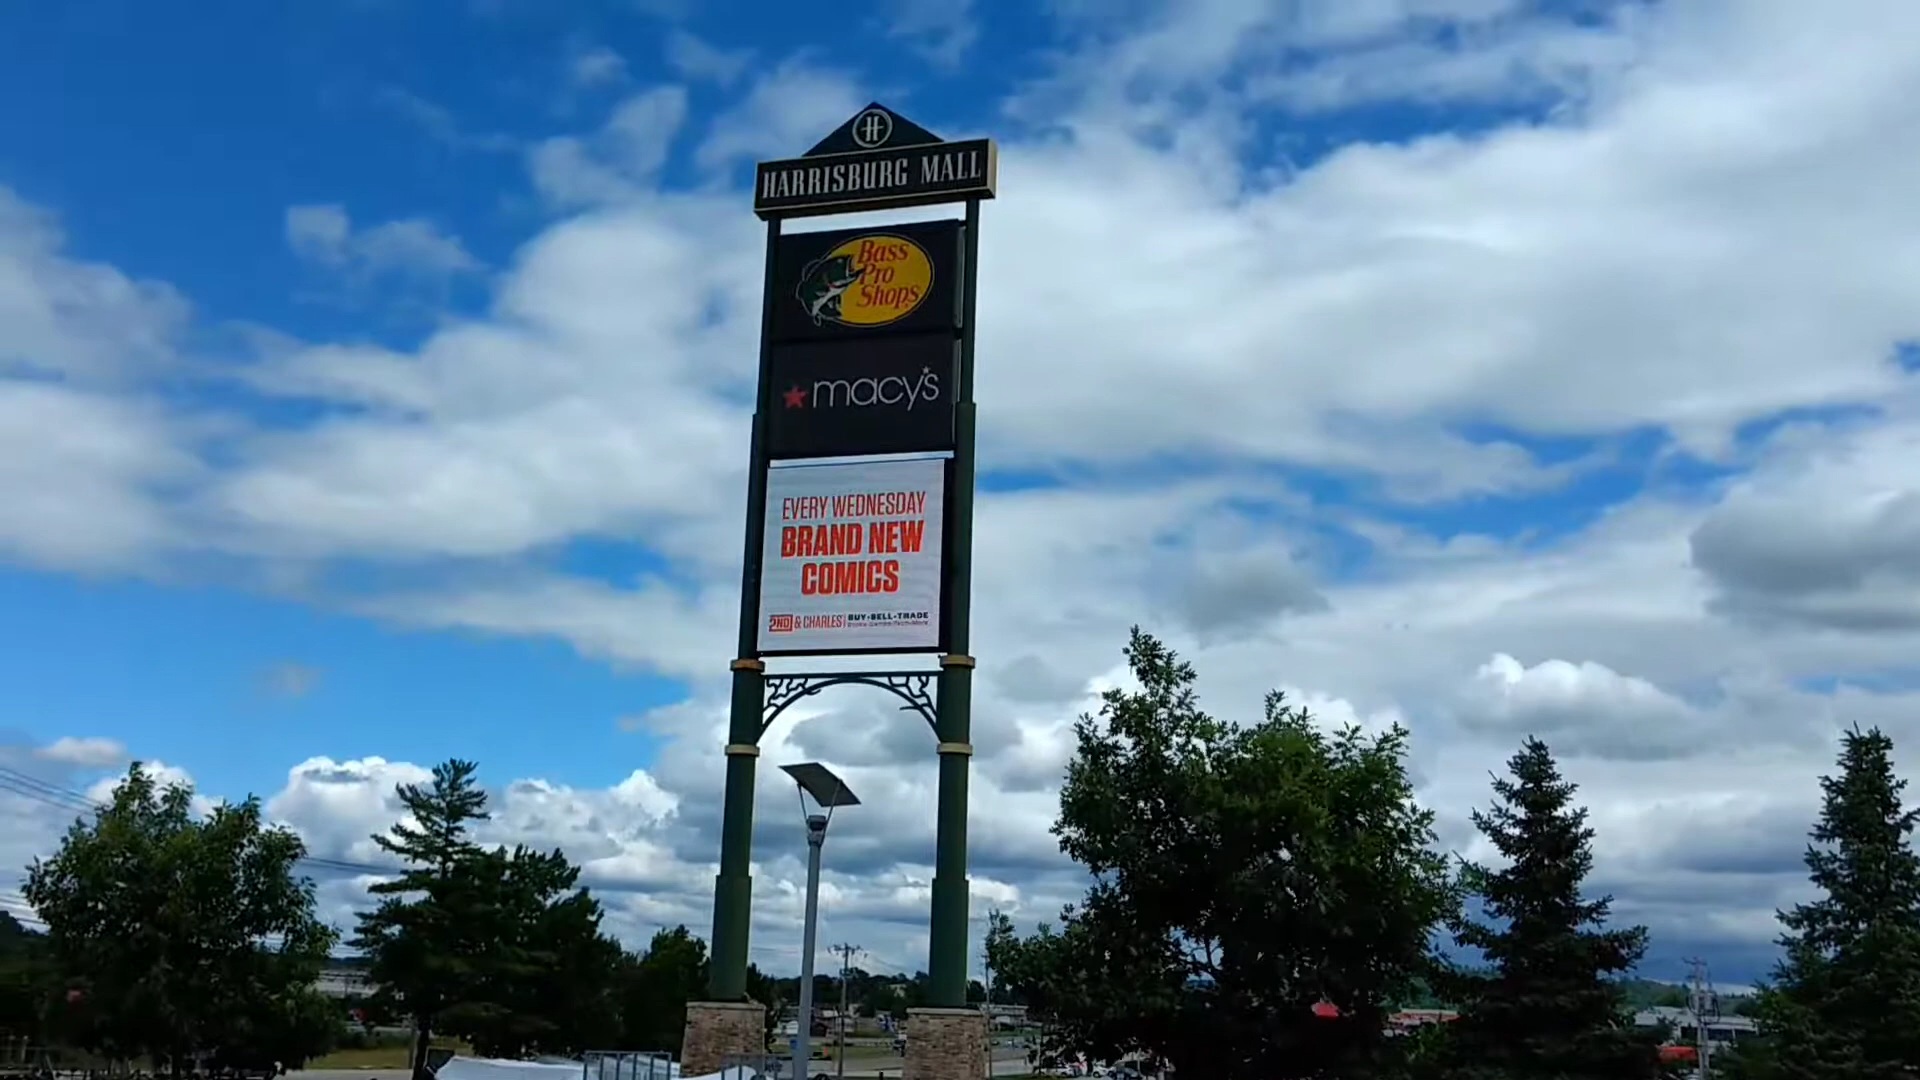 H
HARRISBURG MALL
Bass
Pro
Shops
macy's
EVERY WEDNESDAY
BRAND NEW
COMICS
2ND & CHARLES BUY-SELL-TRADE